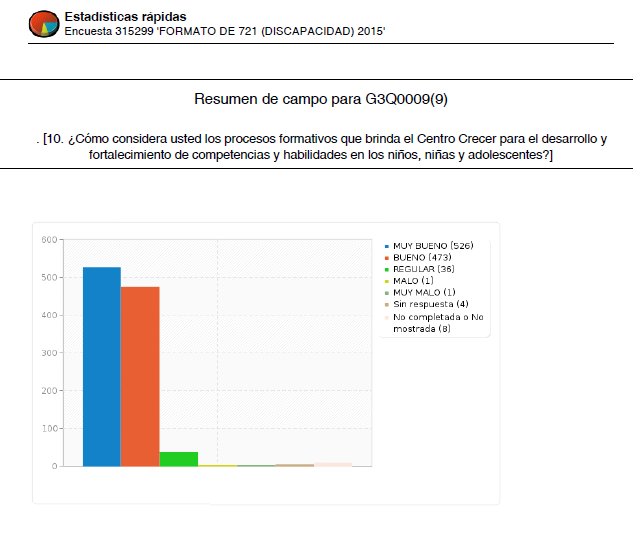 Estadísticas rápidas
Encuesta 315299 'FORMATO DE 721 (DISCAPACIDAD) 2015'
Resumen de campo para G3Q0009(9)
. [10. ¿Cómo considera usted los procesos formativos que brinda el Centro Crecer para el desarrollo y
fortalecimiento de competencias y habilidades en los niños, niñas y adolescentes?]
600
500
400
300
200
100
0
MUY BUENO (526)
BUENO (473)
REGULAR (36)
MALO (1)
MUY MALO (1)
Sin respuesta (4)
No completada o No
mostrada (8)